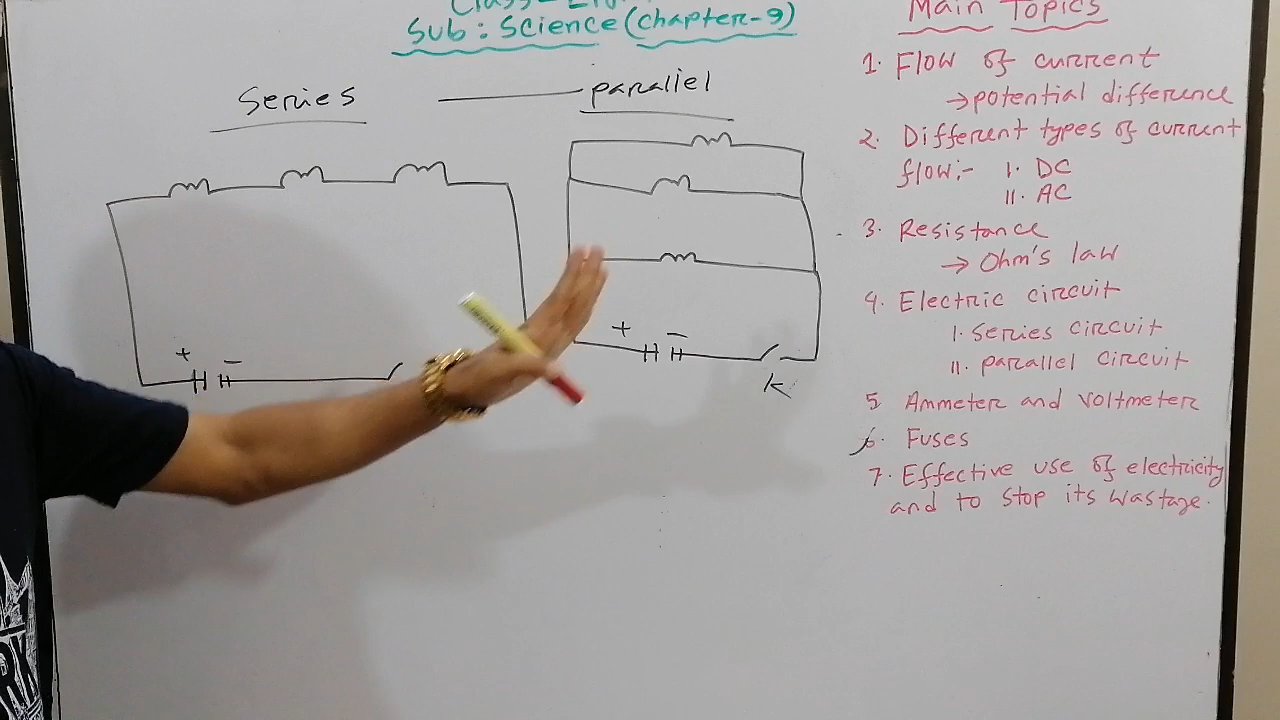 Sub : Science (chapter-9)
Series
parallel
+ -
+ -
K
Main Topics
1. Flow of current
→ potential difference
2. Different types of current
flow:- I. DC
II. AC
3. Resistance
→ Ohm's law
4. Electric circuit
I. Series circuit
II. parallel circuit
5 Ammeter and voltmeter
6. Fuses
7. Effective use of electricity
and to stop its wastage.